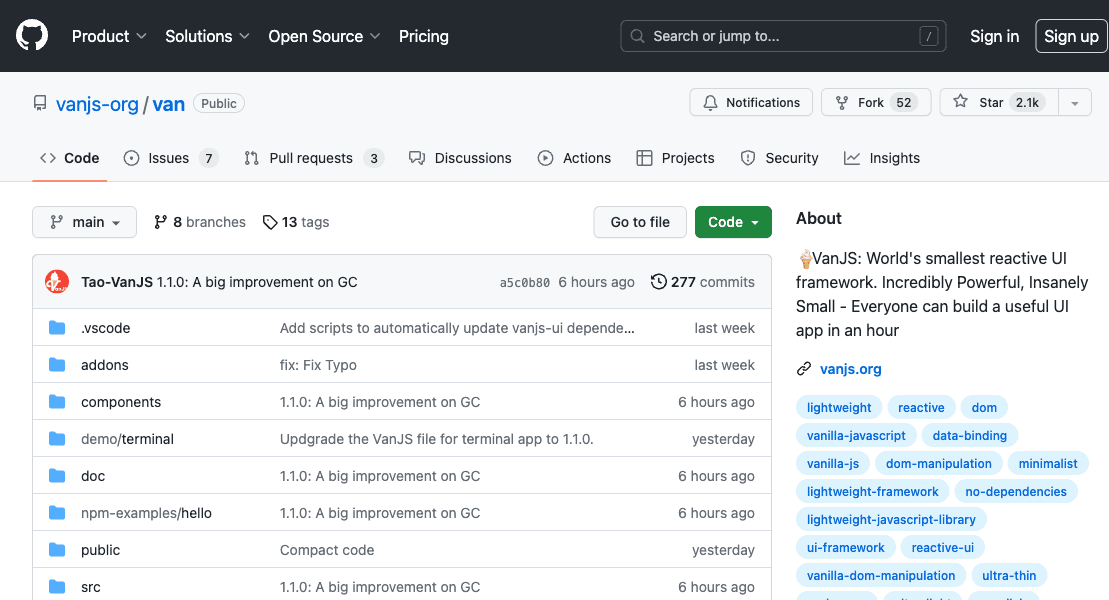 Product Solutions Open Source Pricing Search or jump to... / Sign in Sign up
vanjs-org / van Public Notifications Fork 52 Star 2.1k
Code Issues 7 Pull requests 3 Discussions Actions Projects Security Insights
main 8 branches 13 tags Go to file Code
Tao-VanJS 1.1.0: A big improvement on GC a5c0b80 6 hours ago 277 commits
.vscode Add scripts to automatically update vanjs-ui depende... last week
addons fix: Fix Typo last week
components 1.1.0: A big improvement on GC 6 hours ago
demo/terminal Updgrade the VanJS file for terminal app to 1.1.0. yesterday
doc 1.1.0: A big improvement on GC 6 hours ago
npm-examples/hello 1.1.0: A big improvement on GC 6 hours ago
public Compact code yesterday
src 1.1.0: A big improvement on GC 6 hours ago
About
🍦VanJS: World's smallest reactive UI
framework. Incredibly Powerful, Insanely
Small - Everyone can build a useful UI
app in an hour
vanjs.org
lightweight reactive dom
vanilla-javascript data-binding
vanilla-js dom-manipulation minimalist
lightweight-framework no-dependencies
lightweight-javascript-library
ui-framework reactive-ui
vanilla-dom-manipulation ultra-thin